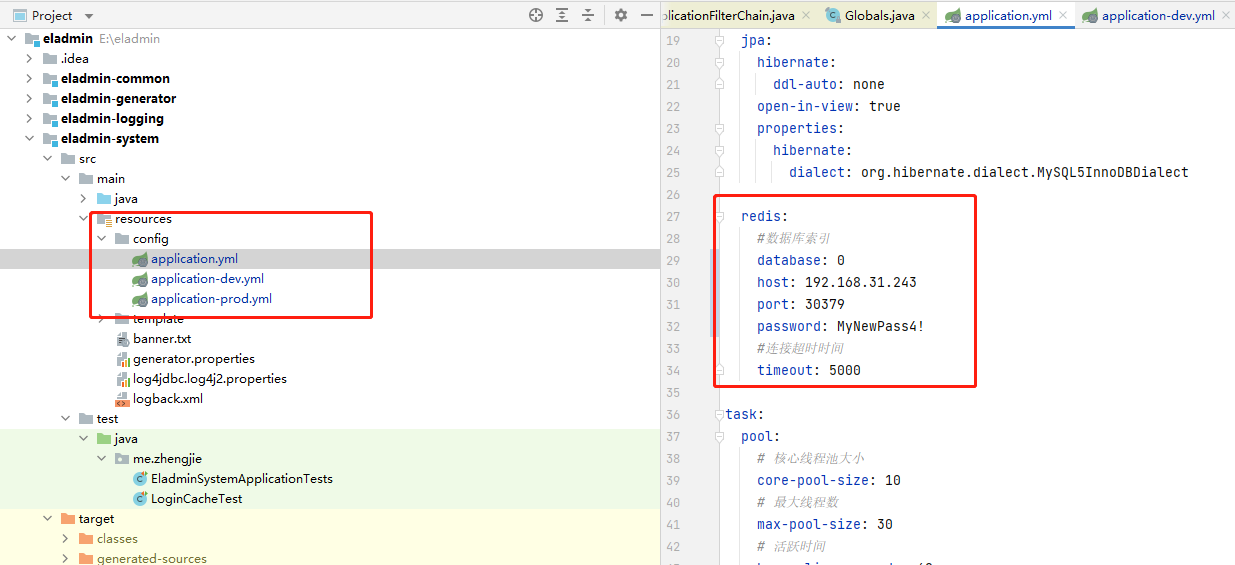 Project
eladmin E:\eladmin
.idea
eladmin-common
eladmin-generator
eladmin-logging
eladmin-system
src
main
java
resources
config
application.yml
application-dev.yml
application-prod.yml
template
banner.txt
generator.properties
log4jdbc.log4j2.properties
logback.xml
test
java
me.zhengjie
EladminSystemApplicationTests
LoginCacheTest
target
classes
generated-sources
plicationFilterChain.java Globals.java application.yml application-dev.yml
19 jpa:
20 hibernate:
21 ddl-auto: none
22 open-in-view: true
23 properties:
24 hibernate:
25 dialect: org.hibernate.dialect.MySQL5InnoDBDialect
26
27 redis:
28 #数据库索引
29 database: 0
30 host: 192.168.31.243
31 port: 30379
32 password: MyNewPass4!
33 #连接超时时间
34 timeout: 5000
35
36 task:
37 pool:
38 # 核心线程池大小
39 core-pool-size: 10
40 # 最大线程数
41 max-pool-size: 30
42 # 活跃时间